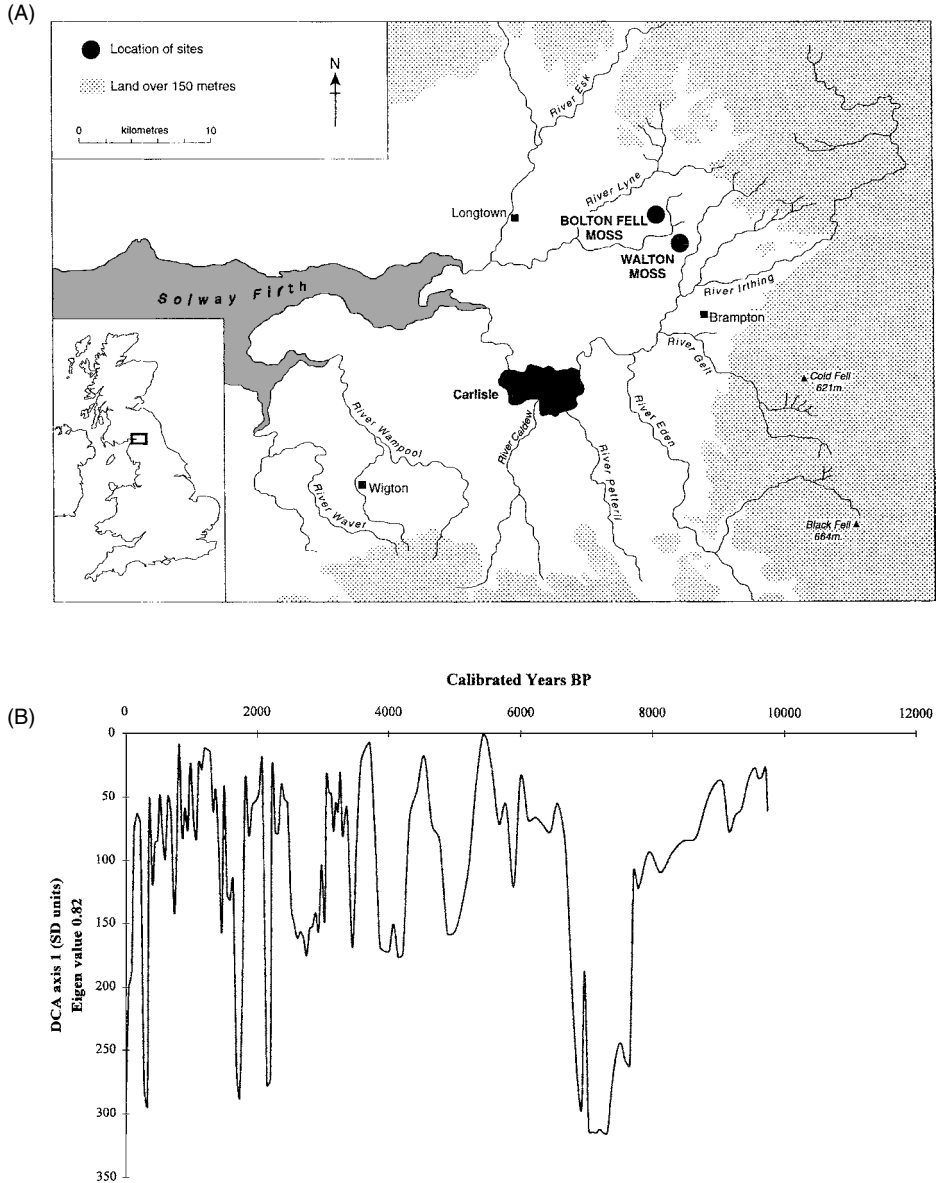 (A)
Location of sites
Land over 150 metres
0 kilometres 10
N
River Esk
River Lyne
Longtown
BOLTON FELL
MOSS
WALTON
MOSS
Solway Firth
River Irthing
Brampton
River Gelt
Cold Fell
621m.
Carlisle
River Caldew
River Eden
River Wampool
River Petteril
Wigton
River Waver
Black Fell
664m.
(B)
Calibrated Years BP
0 2000 4000 6000 8000 10000 12000
0
50
100
150
200
250
300
350
DCA axis 1 (SD units)
Eigen value 0.82